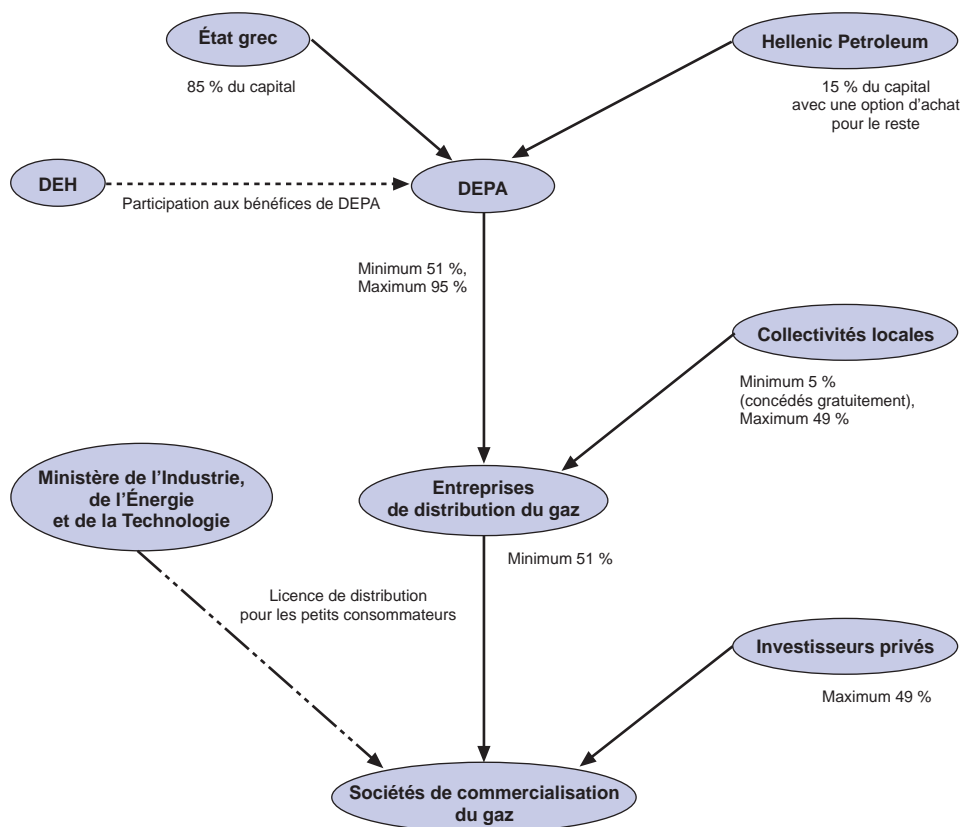 État grec
Hellenic Petroleum
85 % du capital
15 % du capital
avec une option d'achat
pour le reste
DEH
DEPA
Participation aux bénéfices de DEPA
Minimum 51 %,
Maximum 95 %
Collectivités locales
Minimum 5 %
(concédés gratuitement),
Maximum 49 %
Ministère de l'Industrie,
de l'Énergie
et de la Technologie
Entreprises
de distribution du gaz
Minimum 51 %
Licence de distribution
pour les petits consommateurs
Investisseurs privés
Maximum 49 %
Sociétés de commercialisation
du gaz